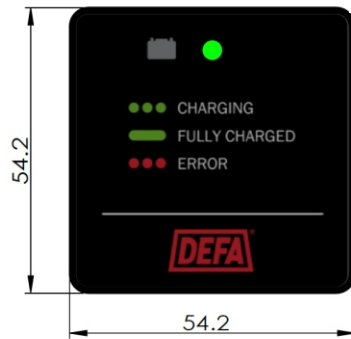 CHARGING
FULLY CHARGED
54.2
ERROR
DEFA®
54.2